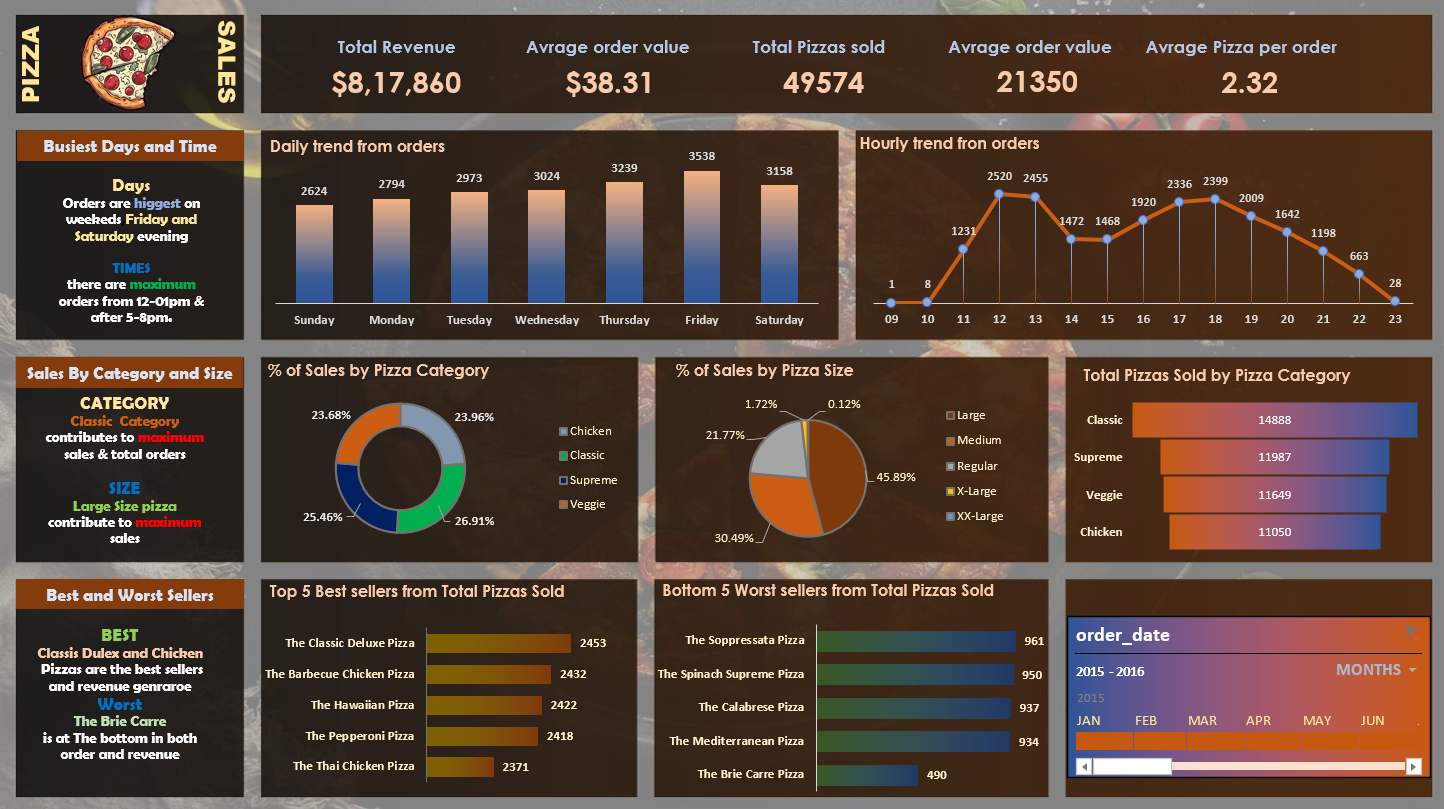 PIZZA
SALES
Total Revenue
$8,17,860
Avrage order value
$38.31
Total Pizzas sold
49574
Avrage order value
21350
Avrage Pizza per order
2.32
Busiest Days and Time
Days
Orders are higgest on
weekeds Friday and
Saturday evening
TIMES
there are maximum
orders from 12-01pm &
after 5-8pm.
Daily trend from orders
2624
2794
2973
3024
3239
3538
3158
Sunday
Monday
Tuesday
Wednesday
Thursday
Friday
Saturday
Hourly trend fron orders
1
8
1231
2520
2455
1472
1468
1920
2336
2399
2009
1642
1198
663
28
09
10
11
12
13
14
15
16
17
18
19
20
21
22
23
Sales By Category and Size
CATEGORY
Classic Category
contributes to maximum
sales & total orders
SIZE
Large Size pizza
contribute to maximum
sales
% of Sales by Pizza Category
23.68%
23.96%
25.46%
26.91%
Chicken
Classic
Supreme
Veggie
% of Sales by Pizza Size
1.72%
0.12%
21.77%
45.89%
30.49%
Large
Medium
Regular
X-Large
XX-Large
Total Pizzas Sold by Pizza Category
Classic 14888
Supreme 11987
Veggie 11649
Chicken 11050
Best and Worst Sellers
BEST
Classis Dulex and Chicken
Pizzas are the best sellers
and revenue genraroe
Worst
The Brie Carre
is at The bottom in both
order and revenue
Top 5 Best sellers from Total Pizzas Sold
The Classic Deluxe Pizza 2453
The Barbecue Chicken Pizza 2432
The Hawaiian Pizza 2422
The Pepperoni Pizza 2418
The Thai Chicken Pizza 2371
Bottom 5 Worst sellers from Total Pizzas Sold
The Soppressata Pizza 961
The Spinach Supreme Pizza 950
The Calabrese Pizza 937
The Mediterranean Pizza 934
The Brie Carre Pizza 490
order_date
2015 - 2016
MONTHS
2015
JAN
FEB
MAR
APR
MAY
JUN